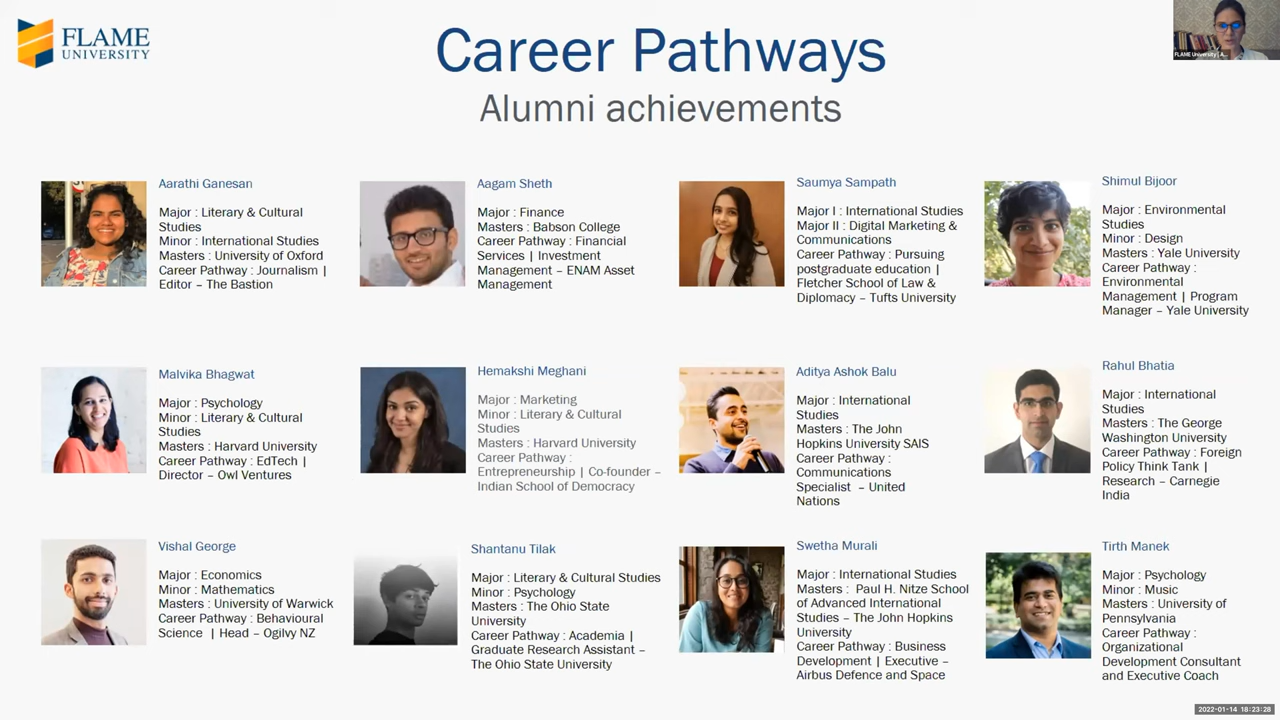 FLAME
UNIVERSITY
Career Pathways
Alumni achievements
FLAME University | A...
Aarathi Ganesan
Major : Literary & Cultural
Studies
Minor : International Studies
Masters : University of Oxford
Career Pathway : Journalism |
Editor – The Bastion
Aagam Sheth
Major : Finance
Masters : Babson College
Career Pathway : Financial
Services | Investment
Management – ENAM Asset
Management
Saumya Sampath
Major I : International Studies
Major II : Digital Marketing &
Communications
Career Pathway : Pursuing
postgraduate education |
Fletcher School of Law &
Diplomacy – Tufts University
Shimul Bijoor
Major : Environmental
Studies
Minor : Design
Masters : Yale University
Career Pathway :
Environmental
Management | Program
Manager – Yale University
Malvika Bhagwat
Major : Psychology
Minor : Literary & Cultural
Studies
Masters : Harvard University
Career Pathway : EdTech |
Director – Owl Ventures
Hemakshi Meghani
Major : Marketing
Minor : Literary & Cultural
Studies
Masters : Harvard University
Career Pathway :
Entrepreneurship | Co-founder –
Indian School of Democracy
Aditya Ashok Balu
Major : International
Studies
Masters : The John
Hopkins University SAIS
Career Pathway :
Communications
Specialist – United
Nations
Rahul Bhatia
Major : International
Studies
Masters : The George
Washington University
Career Pathway : Foreign
Policy Think Tank |
Research – Carnegie
India
Vishal George
Major : Economics
Minor : Mathematics
Masters : University of Warwick
Career Pathway : Behavioural
Science | Head – Ogilvy NZ
Shantanu Tilak
Major : Literary & Cultural Studies
Minor : Psychology
Masters : The Ohio State
University
Career Pathway : Academia |
Graduate Research Assistant –
The Ohio State University
Swetha Murali
Major : International Studies
Masters : Paul H. Nitze School
of Advanced International
Studies – The John Hopkins
University
Career Pathway : Business
Development | Executive –
Airbus Defence and Space
Tirth Manek
Major : Psychology
Minor : Music
Masters : University of
Pennsylvania
Career Pathway :
Organizational
Development Consultant
and Executive Coach
2022-01-14 18:23:28